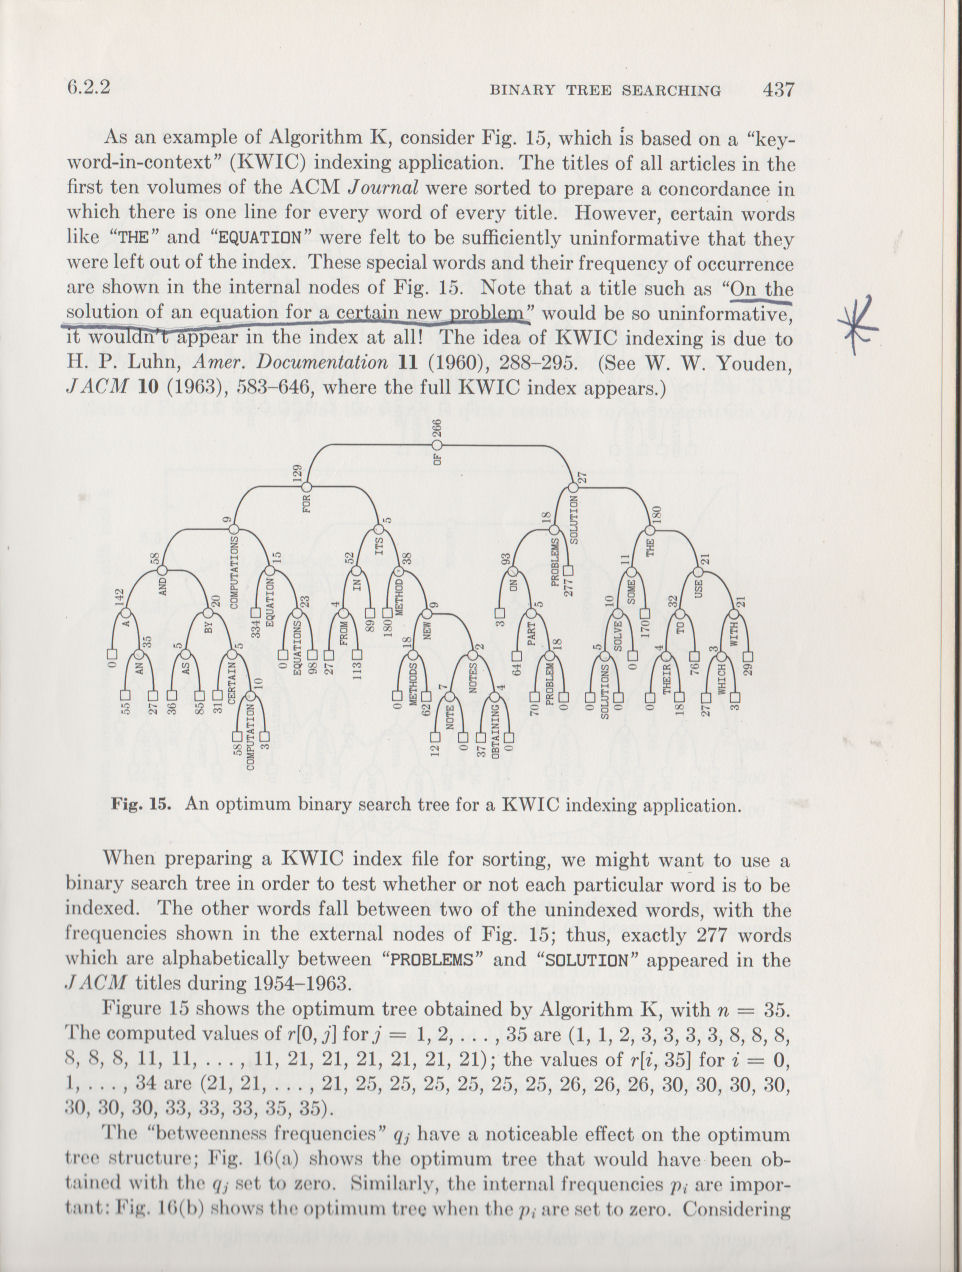 6.2.2 BINARY TREE SEARCHING 437
As an example of Algorithm K, consider Fig. 15, which is based on a “key-
word-in-context” (KWIC) indexing application. The titles of all articles in the
first ten volumes of the ACM Journal were sorted to prepare a concordance in
which there is one line for every word of every title. However, certain words
like “THE” and “EQUATION” were felt to be sufficiently uninformative that they
were left out of the index. These special words and their frequency of occurrence
are shown in the internal nodes of Fig. 15. Note that a title such as “On the
solution of an equation for a certain new problem” would be so uninformative,
it wouldn’t appear in the index at all! The idea of KWIC indexing is due to
H. P. Luhn, Amer. Documentation 11 (1960), 288–295. (See W. W. Youden,
JACM 10 (1963), 583–646, where the full KWIC index appears.)
266
OF
129
FOR
27
SOLUTION
9
COMPUTATIONS
5
ITS
18
PROBLEMS
180
THE
58
AND
15
EQUATION
52
IN
38
METHOD
93
ON
277
11
SOME
21
USE
142
A
20
BY
334
23
EQUATIONS
4
FROM
89
180
9
NEW
3
5
PART
10
SOLVE
170
32
TO
21
WITH
0
35
AN
5
AS
5
CERTAIN
0
98
27
113
18
METHODS
2
NOTES
64
18
PROBLEM
5
SOLUTIONS
0
4
THEIR
76
3
WHICH
29
55
27
36
85
31
10
COMPUTATION
0
62
7
NOTE
4
OBTAINING
70
0
0
0
0
18
27
3
58
3
12
0
37
0
Fig. 15. An optimum binary search tree for a KWIC indexing application.
When preparing a KWIC index file for sorting, we might want to use a
binary search tree in order to test whether or not each particular word is to be
indexed. The other words fall between two of the unindexed words, with the
frequencies shown in the external nodes of Fig. 15; thus, exactly 277 words
which are alphabetically between “PROBLEMS” and “SOLUTION” appeared in the
JACM titles during 1954–1963.
Figure 15 shows the optimum tree obtained by Algorithm K, with n = 35.
The computed values of r[0, j] for j = 1, 2, . . . , 35 are (1, 1, 2, 3, 3, 3, 3, 8, 8, 8,
8, 8, 8, 11, 11, . . . , 11, 21, 21, 21, 21, 21, 21); the values of r[i, 35] for i = 0,
1, . . . , 34 are (21, 21, . . . , 21, 25, 25, 25, 25, 25, 25, 26, 26, 26, 30, 30, 30, 30,
30, 30, 30, 33, 33, 33, 35, 35).
The “betweenness frequencies” qj have a noticeable effect on the optimum
tree structure; Fig. 16(a) shows the optimum tree that would have been ob-
tained with the qj set to zero. Similarly, the internal frequencies pi are impor-
tant: Fig. 16(b) shows the optimum tree when the pi are set to zero. Considering